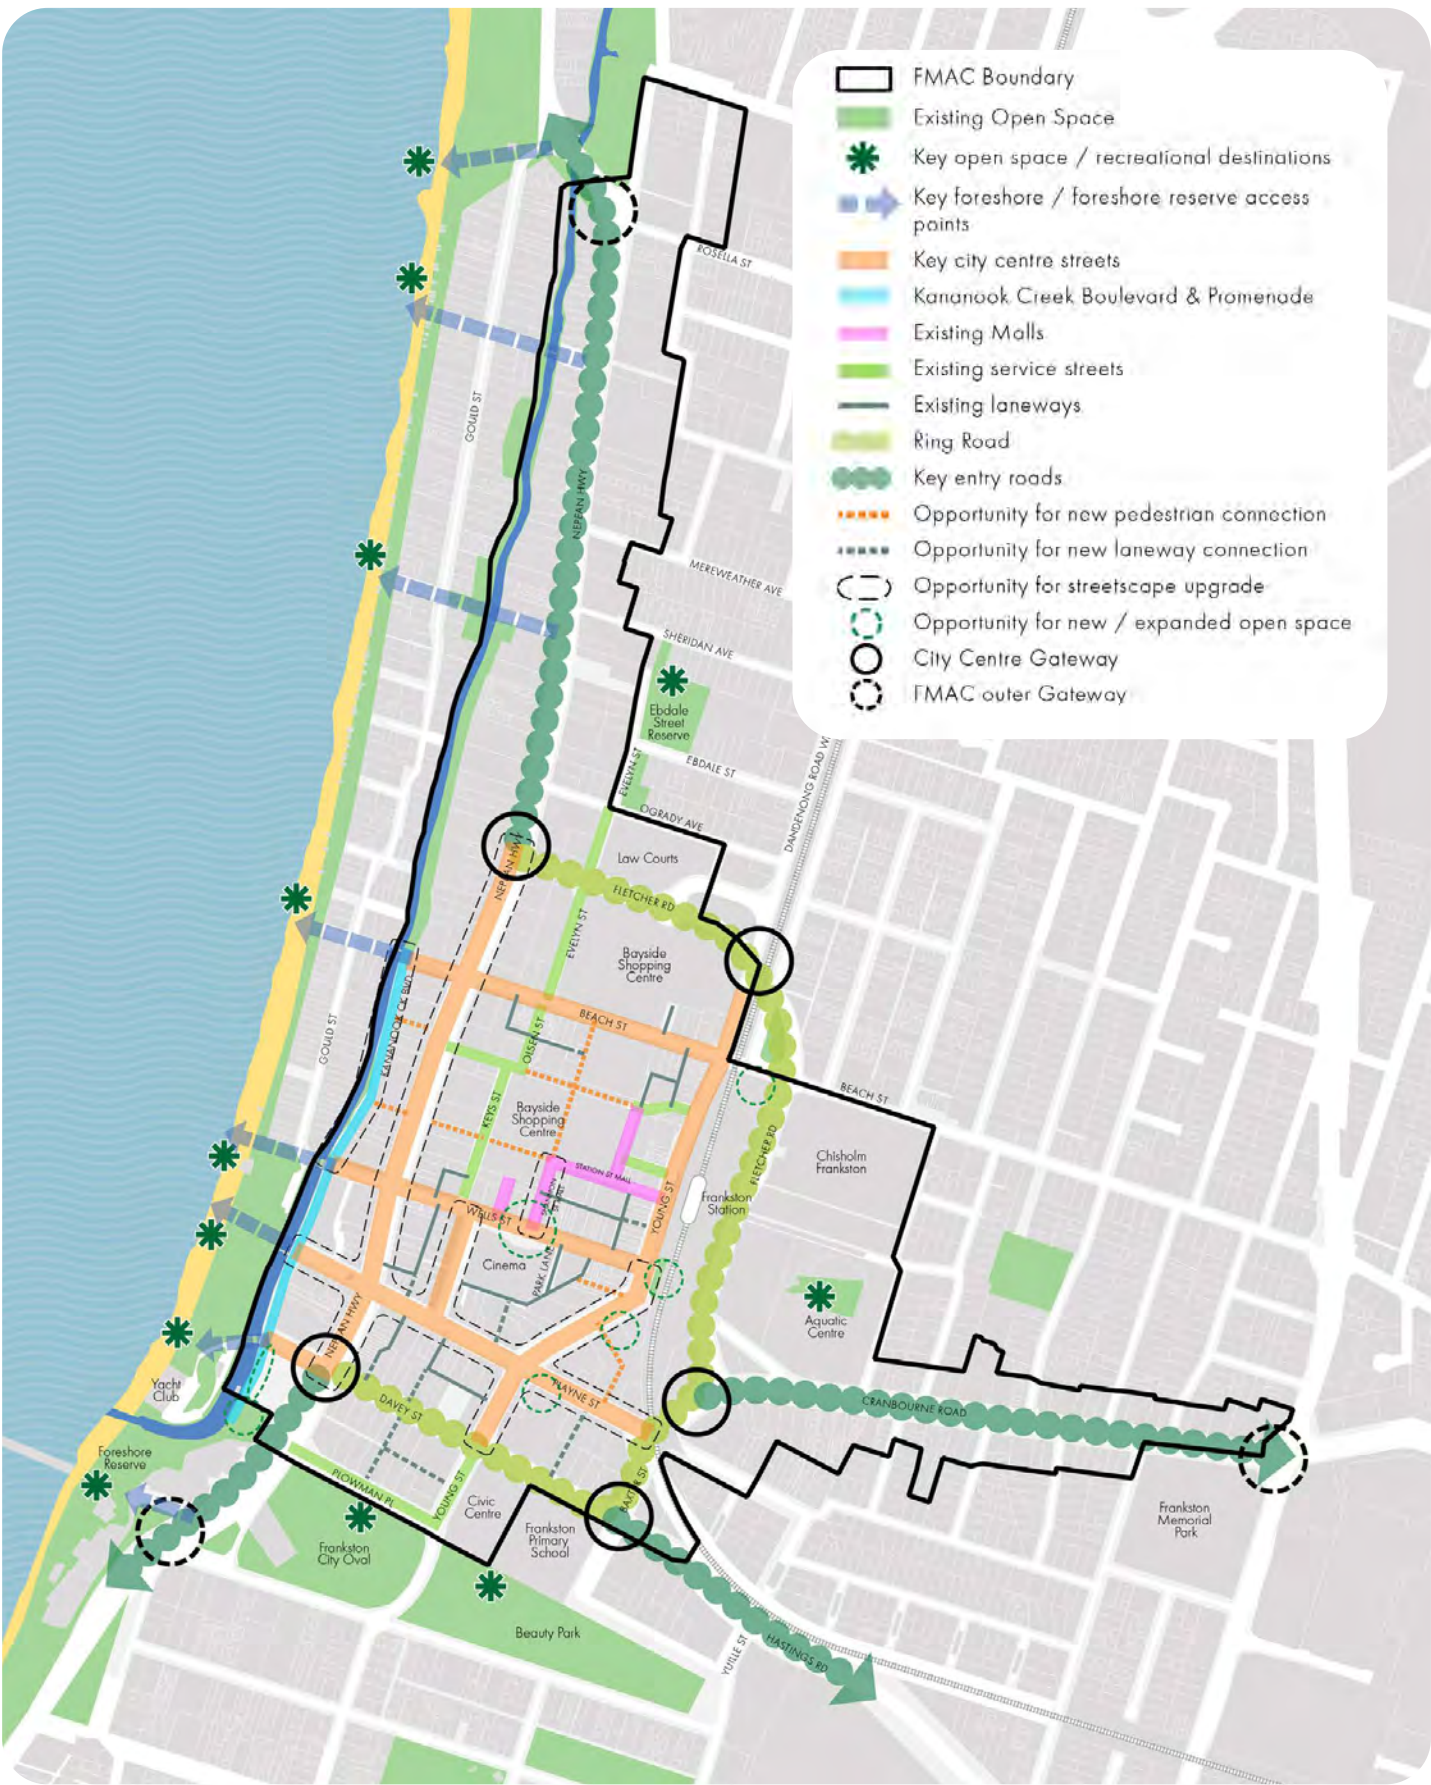 FMAC Boundary
Existing Open Space
Key open space / recreational destinations
Key foreshore / foreshore reserve access
points
Key city centre streets
Kananook Creek Boulevard & Promenade
Existing Malls
Existing service streets
Existing laneways
Ring Road
Key entry roads
Opportunity for new pedestrian connection
Opportunity for new laneway connection
Opportunity for streetscape upgrade
Opportunity for new / expanded open space
City Centre Gateway
FMAC outer Gateway
ROSELLA ST
GOULD ST
NEPEAN HWY
MEREWEATHER AVE
SHERIDAN AVE
Ebdale
Street
Reserve
EVELYN ST
EBDALE ST
DANDENONG ROAD W
OGRADY AVE
NEPEAN HWY
Law Courts
FLETCHER RD
EVELYN ST
Bayside
Shopping
Centre
KANANOOK CK BVD
GOULD ST
BEACH ST
OLSEN ST
BEACH ST
KEYS ST
Bayside
Shopping
Centre
FLETCHER RD
Chisholm
Frankston
STATION ST MALL
YOUNG ST
Frankston
Station
WELLS ST
Cinema
PARK LANE
NEPEAN HWY
Aquatic
Centre
Yacht
Club
DAVEY ST
PLAYNE ST
CRANBOURNE ROAD
Foreshore
Reserve
PLOWMAN PL
YOUNG ST
BAXTER ST
Civic
Centre
Frankston
City Oval
Frankston
Primary
School
Frankston
Memorial
Park
Beauty Park
YUILLE ST
HASTINGS RD